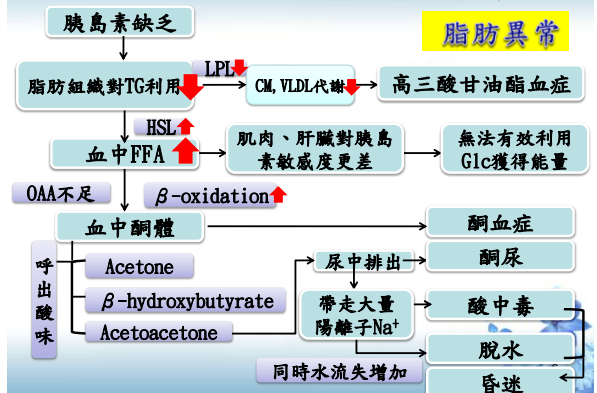 胰島素缺乏
脂肪異常
脂肪組織對TG利用
LPL
CM, VLDL代謝
高三酸甘油酯血症
HSL
血中FFA
肌肉、肝臟對胰島
素敏感度更差
無法有效利用
Glc獲得能量
OAA不足
β-oxidation
血中酮體
酮血症
呼出酸味
Acetone
尿中排出
酮尿
β-hydroxybutyrate
帶走大量
陽離子Na⁺
酸中毒
Acetoacetone
脫水
同時水流失增加
昏迷